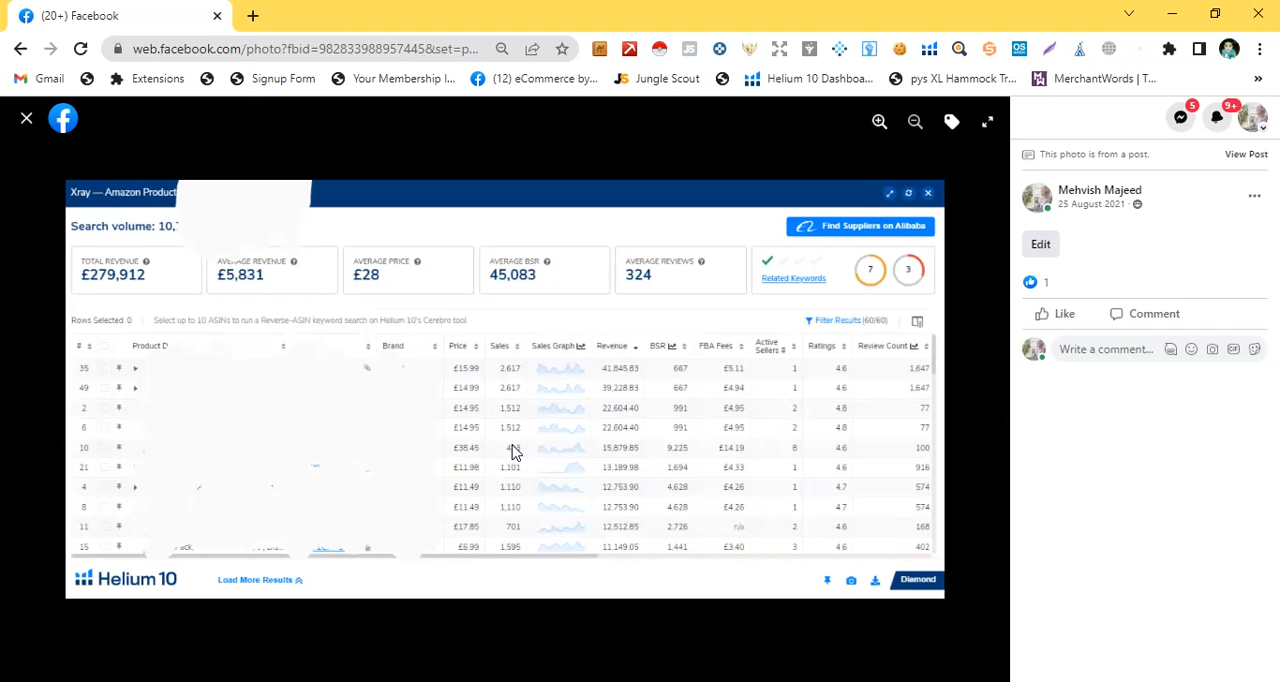 (20+) Facebook
web.facebook.com/photo?fbid=982833988957445&set=p...
Gmail Extensions Signup Form Your Membership I... (12) eCommerce by... Jungle Scout Helium 10 Dashboa... pys XL Hammock Tr... MerchantWords | T... »
5 9+
This photo is from a post. View Post
Mehvish Majeed
25 August 2021 ·
Edit
1
Like Comment
Write a comment...
Xray — Amazon Product
Search volume: 10,
Find Suppliers on Alibaba
TOTAL REVENUE AVERAGE REVENUE AVERAGE PRICE AVERAGE BSR AVERAGE REVIEWS
£279,912 £5,831 £28 45,083 324
Related Keywords 7 3
Rows Selected: 0 Select up to 10 ASINs to run a Reverse-ASIN keyword search on Helium 10's Cerebro tool Filter Results (60/60)
# Product D Brand Price Sales Sales Graph Revenue BSR FBA Fees Active Sellers # Ratings Review Count
35 £15.99 2,617 41,845.83 667 £5.11 1 4.6 1,647
49 £14.99 2,617 39,228.83 667 £4.94 1 4.6 1,647
2 £14.95 1,512 22,604.40 991 £4.95 2 4.8 77
6 £14.95 1,512 22,604.40 991 £4.95 2 4.8 77
10 £38.45 15,879.85 9,225 £14.19 8 4.6 100
21 £11.98 1,101 13,189.98 1,694 £4.33 1 4.6 916
4 £11.49 1,110 12,753.90 4,628 £4.26 1 4.7 574
8 £11.49 1,110 12,753.90 4,628 £4.26 1 4.7 574
11 £17.85 701 12,512.85 2,726 n/a 2 4.6 168
15 £6.99 1,595 11,149.05 1,441 £3.40 3 4.6 402
Helium 10 Load More Results Diamond